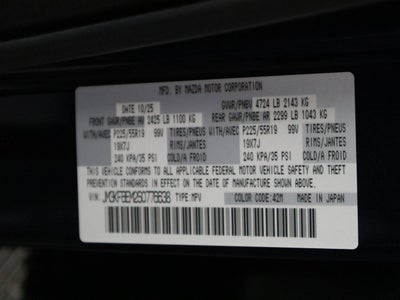 MFD. BY MAZDA MOTOR CORPORATION
DATE 10/25 GVWR/PNBV 4724 LB 2143 KG
FRONT GAWR/PNBE AV 2425 LB 1100 KG REAR GAWR/PNBE AR 2299 LB 1043 KG
WITH/AVEC P225/55R19 99V TIRES/PNEUS WITH/AVEC P225/55R19 99V TIRES/PNEUS
19X7J RIMS/JANTES 19X7J RIMS/JANTES
240 KPA/35 PSI COLD/A FROID 240 KPA/35 PSI COLD/A FROID
THIS VEHICLE CONFORMS TO ALL APPLICABLE FEDERAL MOTOR VEHICLE SAFETY AND THEFT
PREVENTION STANDARDS IN EFFECT ON THE DATE OF MANUFACTURE SHOWN ABOVE.
VIN: TYPE:MPV COLOR CODE:42M MADE IN JAPAN